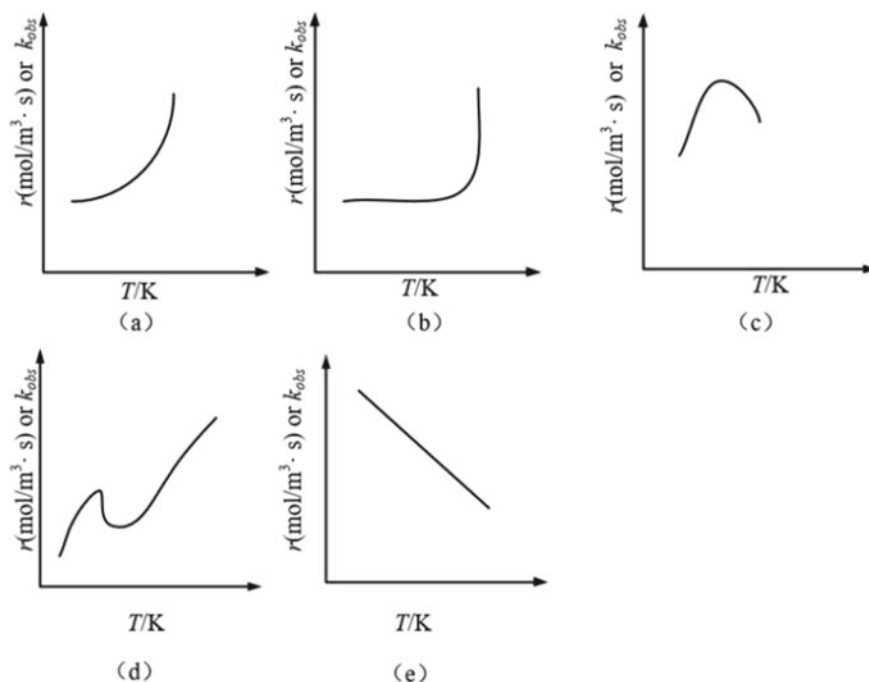 r(mol/m³· s) or k_obs
T/K
(a)
r(mol/m³· s) or k_obs
T/K
(b)
r(mol/m³· s) or k_obs
T/K
(c)
r(mol/m³· s) or k_obs
T/K
(d)
r(mol/m³· s) or k_obs
T/K
(e)